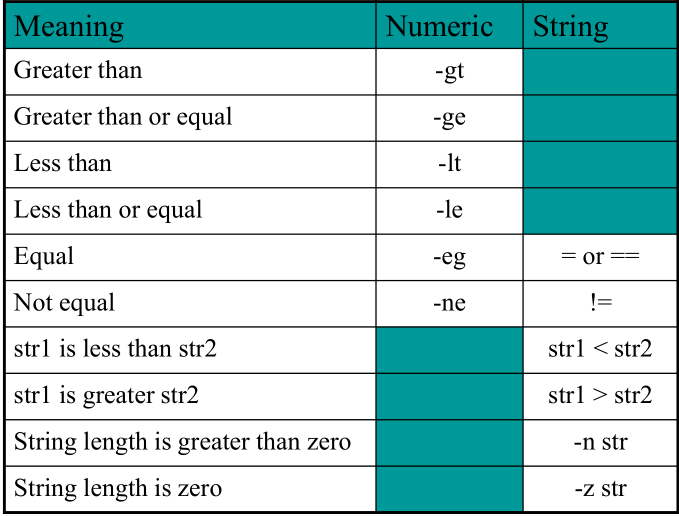 Meaning Numeric String
Greater than -gt
Greater than or equal -ge
Less than -lt
Less than or equal -le
Equal -eg = or ==
Not equal -ne !=
str1 is less than str2 str1 < str2
str1 is greater str2 str1 > str2
String length is greater than zero -n str
String length is zero -z str